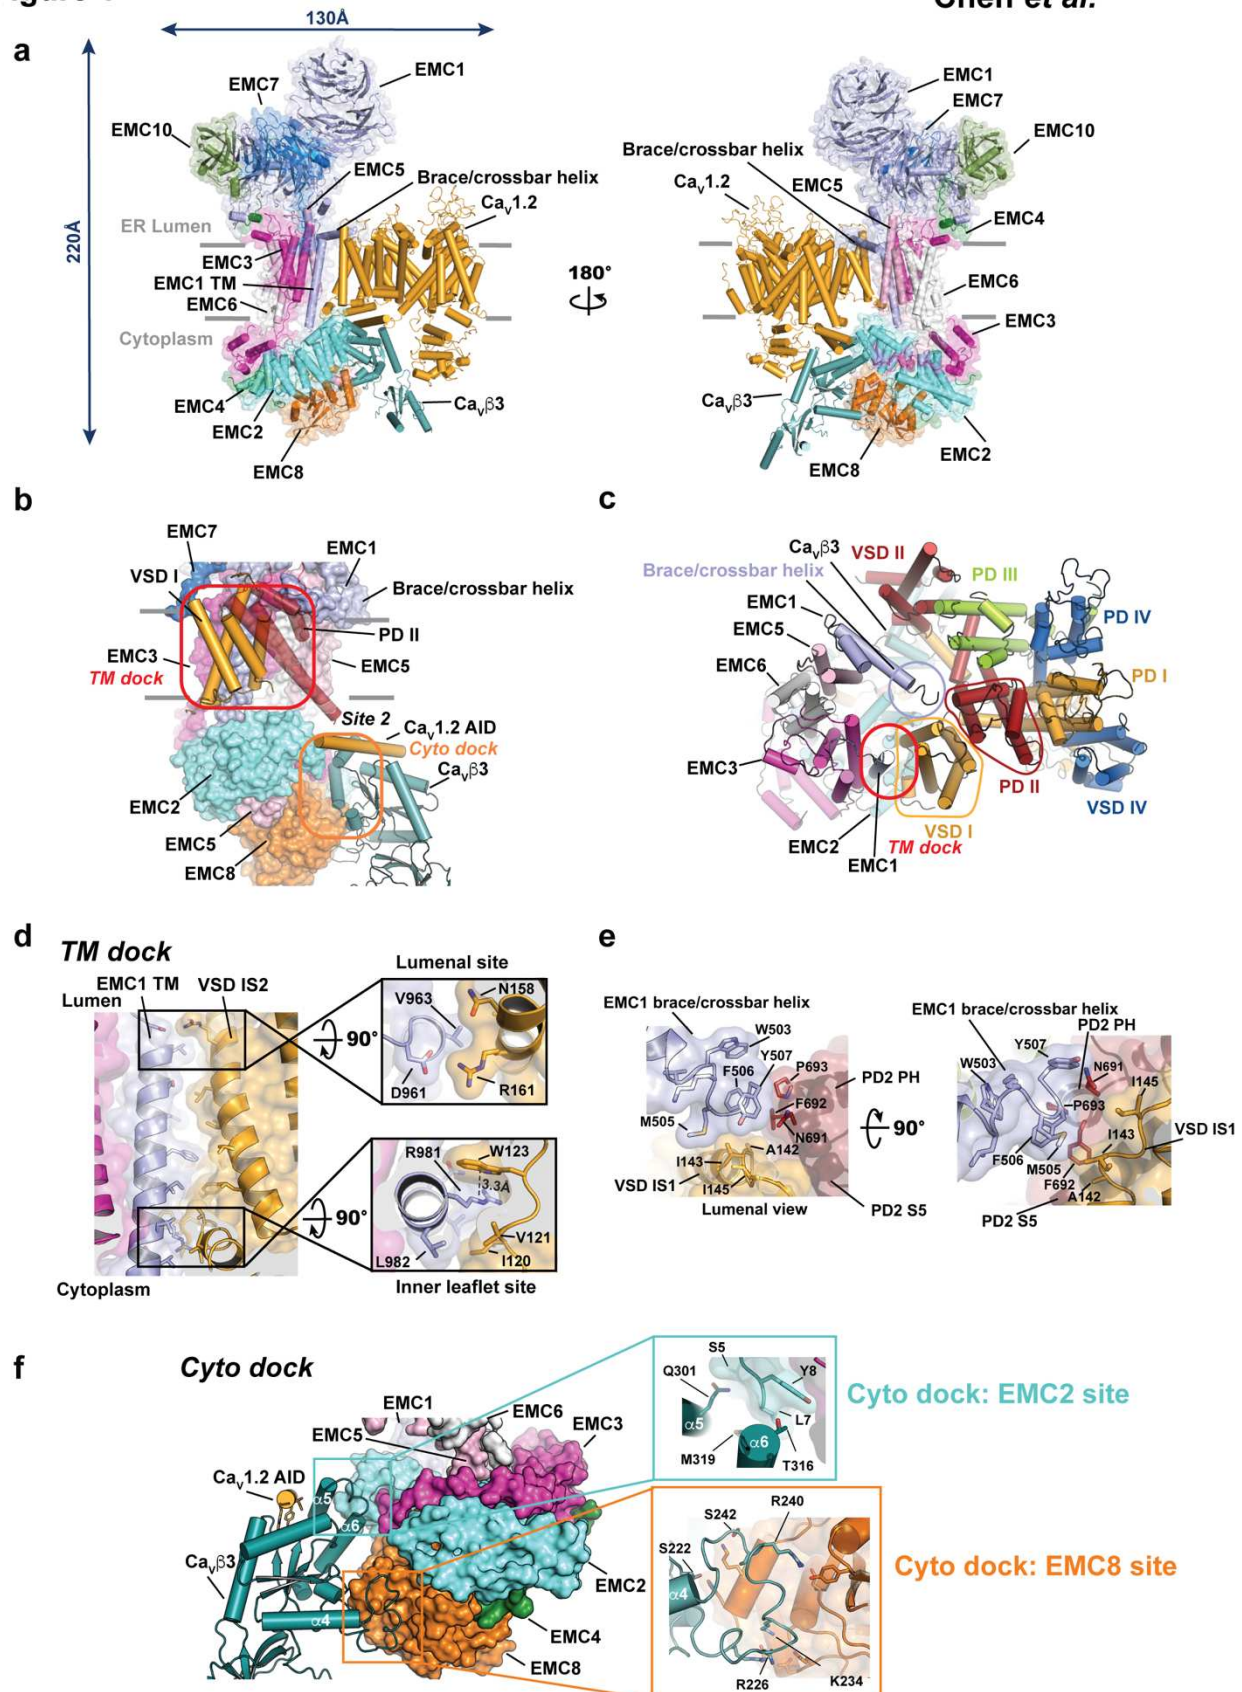 Chen et al.
130Å
a
220Å
EMC1
EMC7
EMC10
EMC5
Brace/crossbar helix
Caᵥ1.2
ER Lumen
EMC3
EMC1 TM
EMC6
Cytoplasm
EMC4
EMC2
EMC8
Caᵥβ3
180°
EMC1
EMC7
EMC10
Brace/crossbar helix
EMC5
Caᵥ1.2
EMC4
EMC6
EMC3
Caᵥβ3
EMC2
EMC8
b
EMC7
EMC1
VSD I
Brace/crossbar helix
PD II
EMC3
TM dock
EMC5
Site 2
Caᵥ1.2 AID
Cyto dock
Caᵥβ3
EMC2
EMC5
EMC8
c
Caᵥβ3
VSD II
Brace/crossbar helix
PD III
EMC1
PD IV
EMC5
EMC6
PD I
EMC3
PD II
VSD IV
VSD I
EMC2
TM dock
EMC1
d
TM dock
EMC1 TM
VSD IS2
Lumen
Cytoplasm
90°
Lumenal site
N158
V963
D961
R161
90°
R981
W123
3.3Å
V121
L982
I120
Inner leaflet site
e
EMC1 brace/crossbar helix
W503
Y507
F506
P693
PD2 PH
F692
M505
N691
A142
I143
VSD IS1
I145
PD2 S5
Lumenal view
90°
EMC1 brace/crossbar helix
PD2 PH
Y507
W503
N691
I145
P693
VSD IS1
I143
F506
M505
F692
A142
PD2 S5
f
Cyto dock
EMC1
EMC6
EMC5
EMC3
Caᵥ1.2 AID
α5
α6
Caᵥβ3
α4
EMC2
EMC4
EMC8
S5
Q301
Y8
α5
L7
α6
M319
T316
Cyto dock: EMC2 site
R240
S242
S222
α4
R226
K234
Cyto dock: EMC8 site